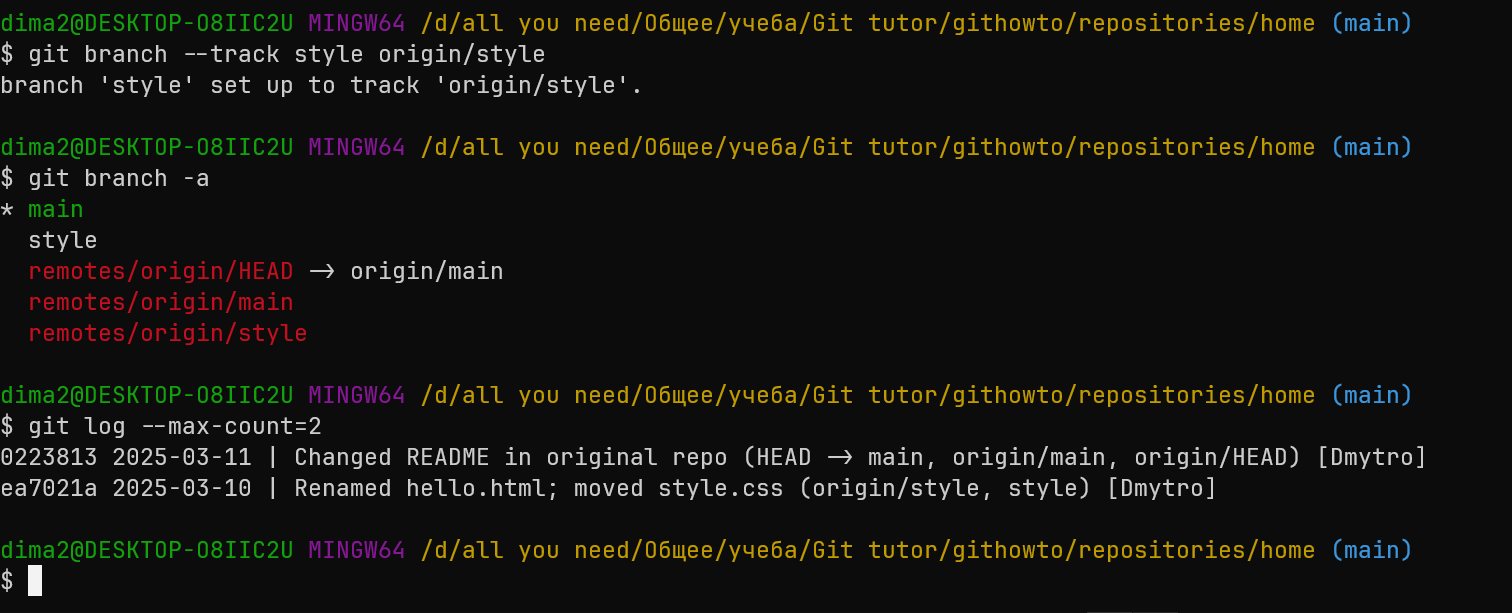 dima2@DESKTOP-O8IIC2U MINGW64 /d/all you need/Общее/учеба/Git tutor/githowto/repositories/home (main)
$ git branch --track style origin/style
branch 'style' set up to track 'origin/style'.
dima2@DESKTOP-O8IIC2U MINGW64 /d/all you need/Общее/учеба/Git tutor/githowto/repositories/home (main)
$ git branch -a
* main
  style
  remotes/origin/HEAD -> origin/main
  remotes/origin/main
  remotes/origin/style
dima2@DESKTOP-O8IIC2U MINGW64 /d/all you need/Общее/учеба/Git tutor/githowto/repositories/home (main)
$ git log --max-count=2
0223813 2025-03-11 | Changed README in original repo (HEAD -> main, origin/main, origin/HEAD) [Dmytro]
ea7021a 2025-03-10 | Renamed hello.html; moved style.css (origin/style, style) [Dmytro]
dima2@DESKTOP-O8IIC2U MINGW64 /d/all you need/Общее/учеба/Git tutor/githowto/repositories/home (main)
$